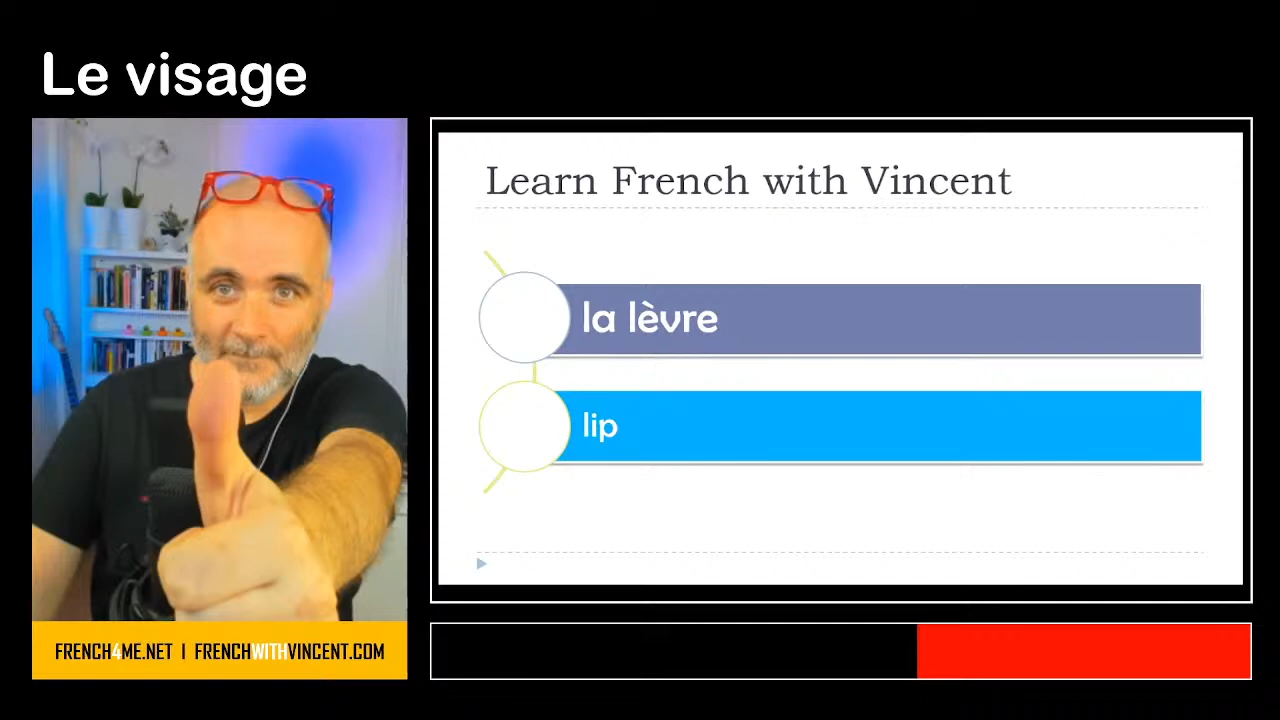 Le visage
Learn French with Vincent
la lèvre
lip
FRENCH4ME.NET I FRENCHWITHVINCENT.COM